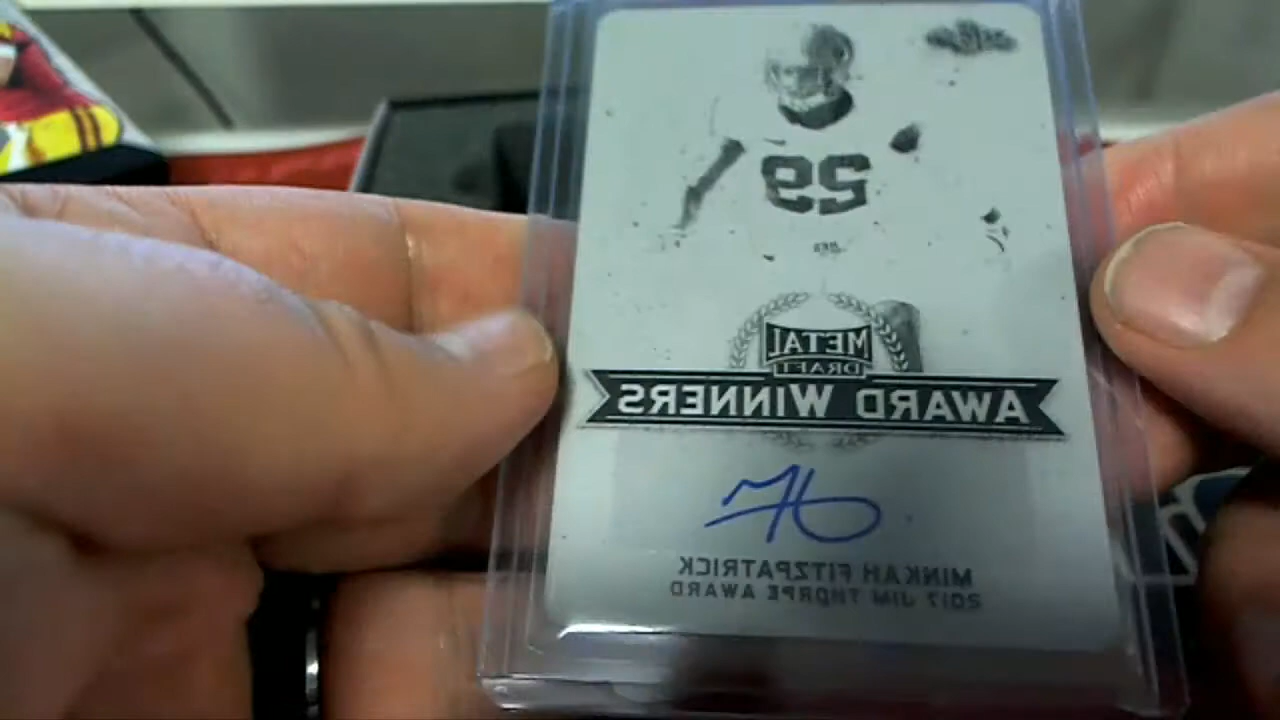 29
METAL
DRAFT
AWARD WINNERS
MINKAH FITZPATRICK
2017 JIM THORPE AWARD